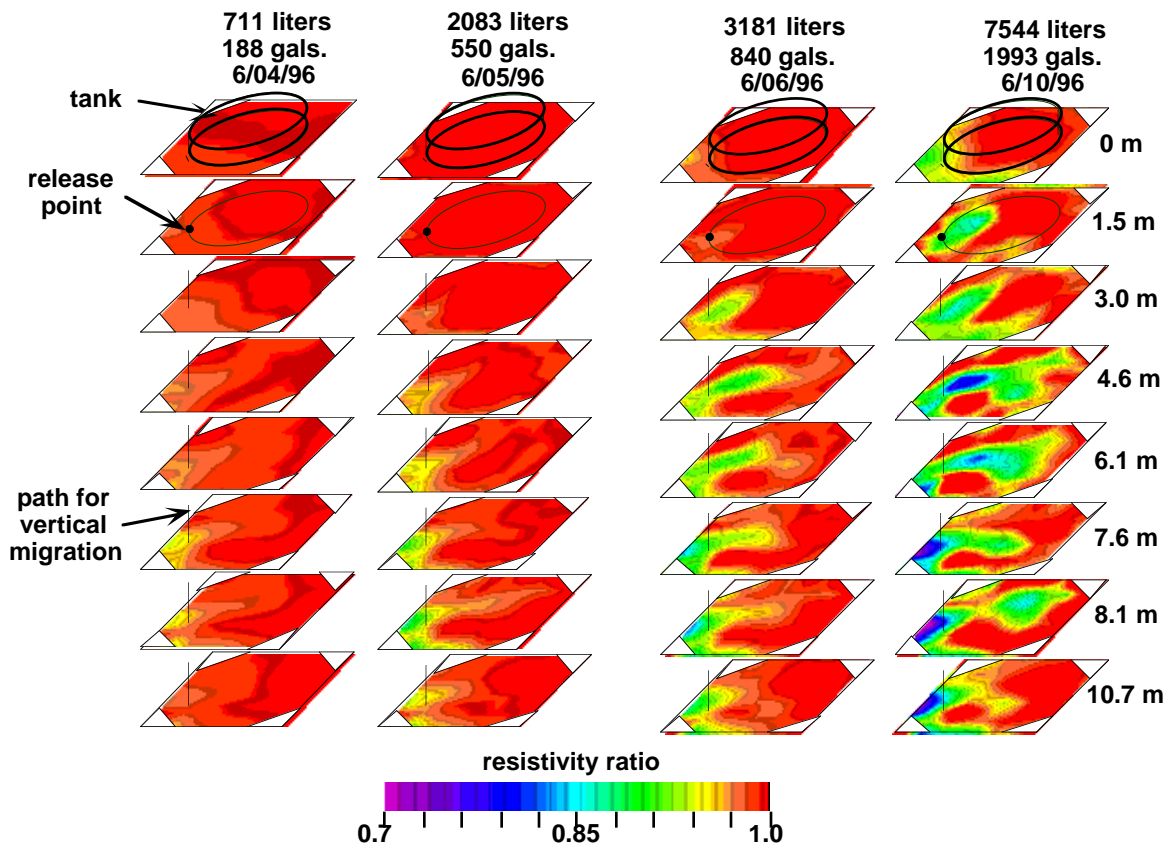 711 liters
188 gals.
6/04/96
2083 liters
550 gals.
6/05/96
3181 liters
840 gals.
6/06/96
7544 liters
1993 gals.
6/10/96
tank
0 m
release
point
1.5 m
3.0 m
4.6 m
6.1 m
path for
vertical
migration
7.6 m
8.1 m
10.7 m
resistivity ratio
0.7
0.85
1.0